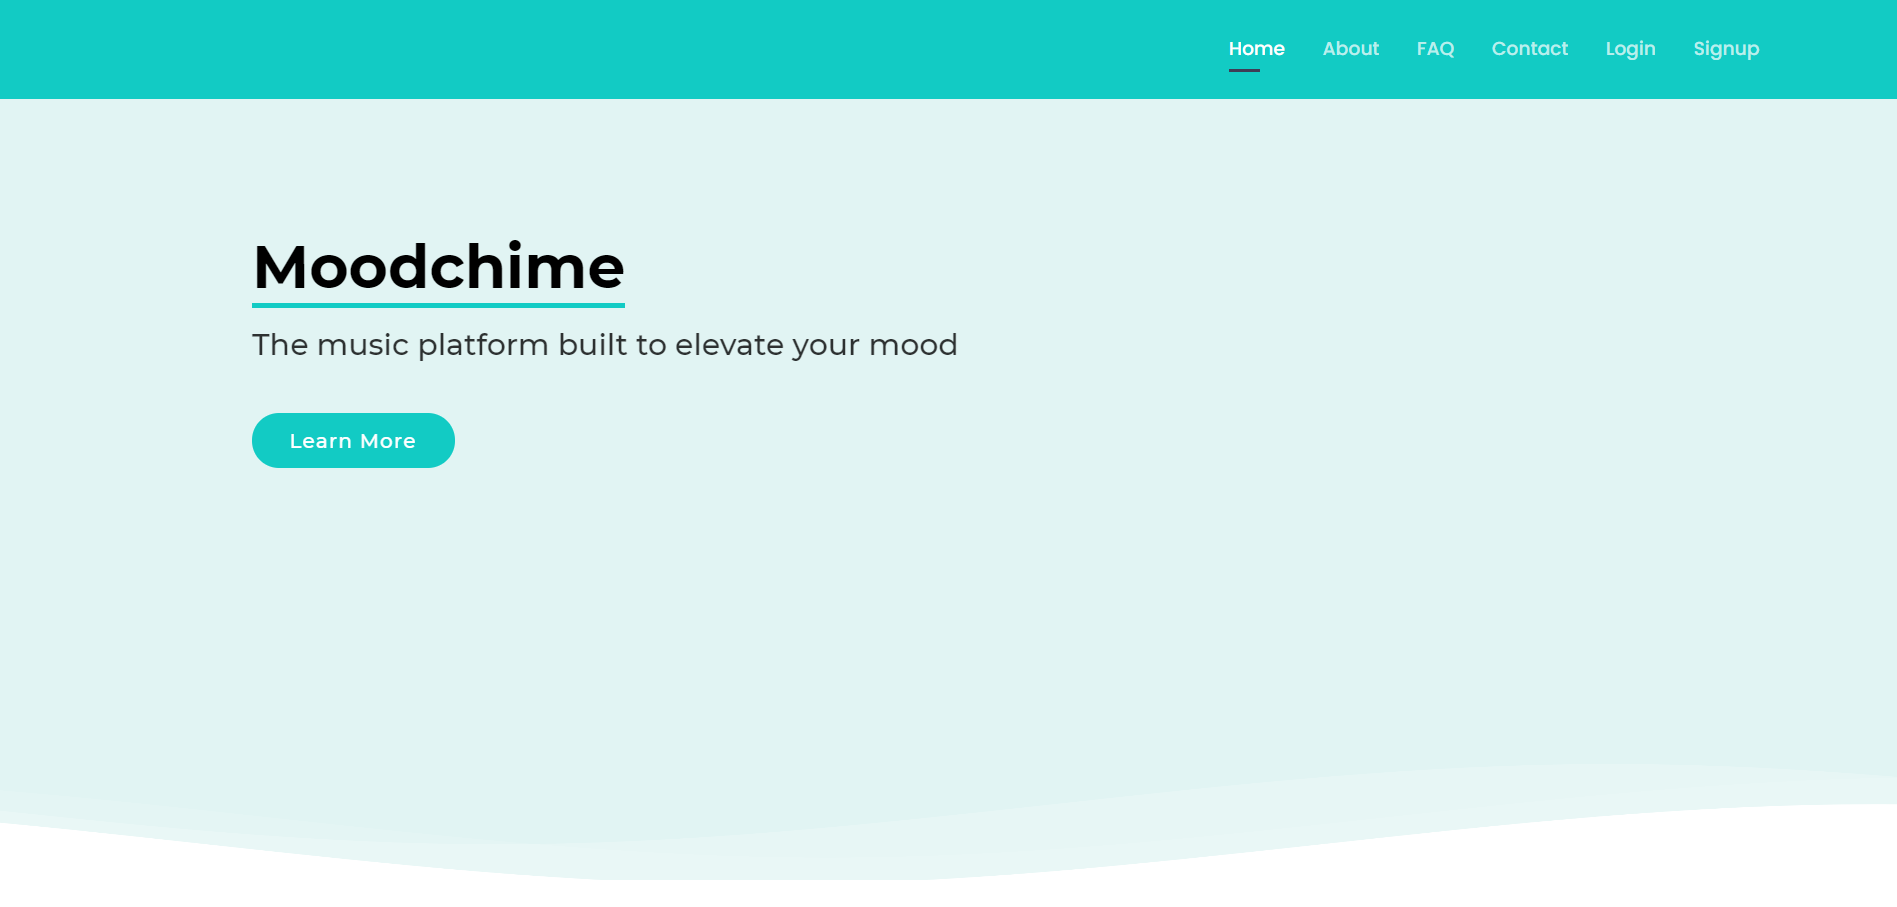 Home About FAQ Contact Login Signup
Moodchime
The music platform built to elevate your mood
Learn More